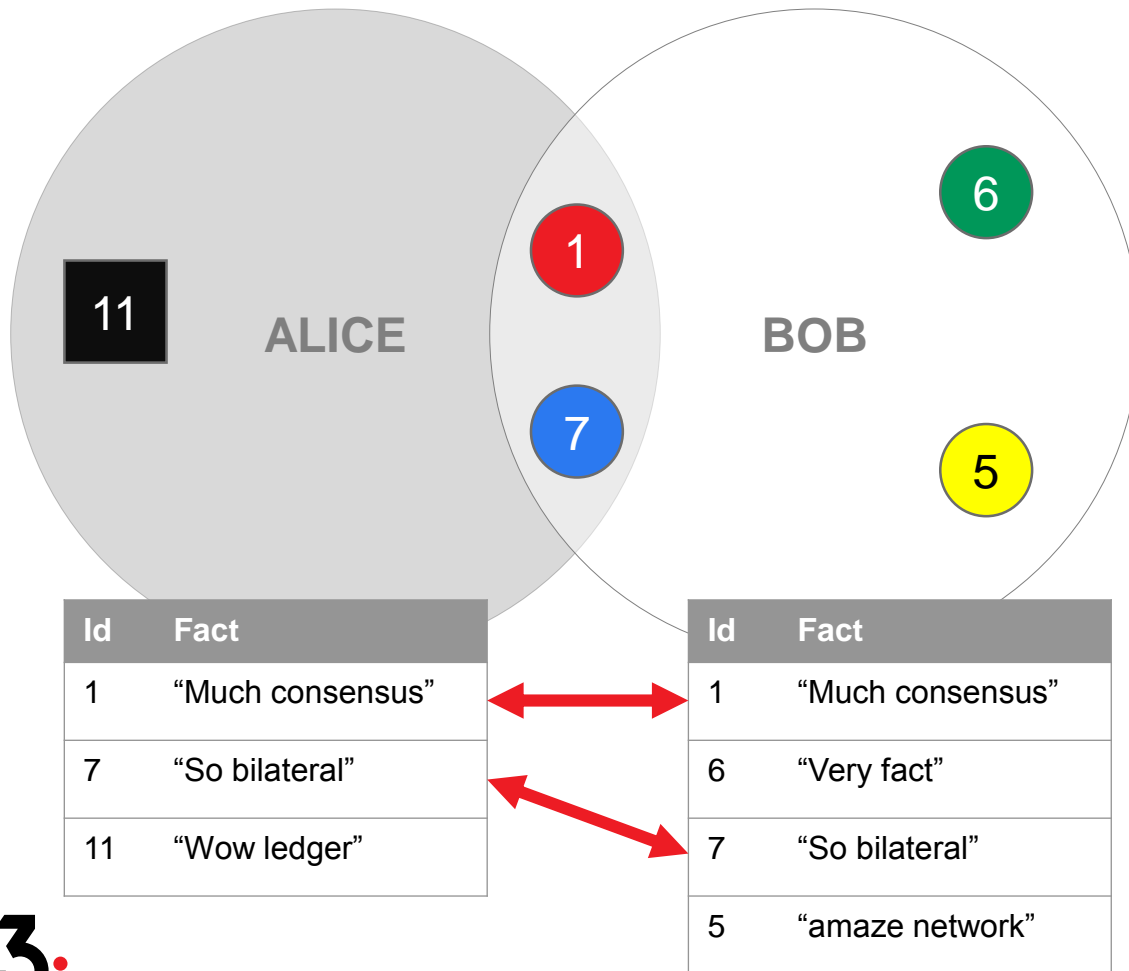 6
1
11
ALICE
BOB
7
5
Id Fact
1 “Much consensus”
7 “So bilateral”
11 “Wow ledger”
Id Fact
1 “Much consensus”
6 “Very fact”
7 “So bilateral”
5 “amaze network”
3.